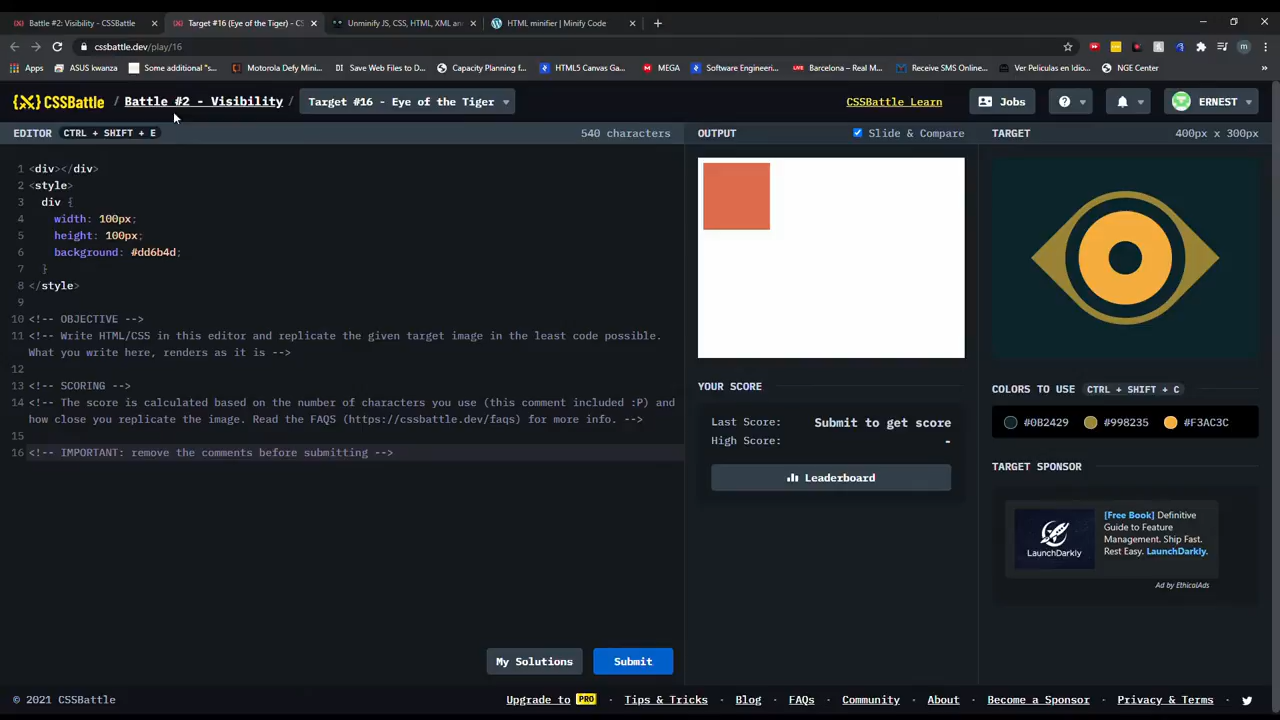 Battle #2: Visibility - CSSBattle
Target #16 (Eye of the Tiger) - CS
Unminify JS, CSS, HTML, XML an
HTML minifier | Minify Code
cssbattle.dev/play/16
Apps
ASUS kwanza
Some additional "s...
Motorola Defy Mini...
Save Web Files to D...
Capacity Planning f...
HTML5 Canvas Ga...
MEGA
Software Engineeri...
Barcelona – Real M...
Receive SMS Online...
Ver Peliculas en Idio...
NGE Center
CSSBattle / Battle #2 - Visibility / Target #16 - Eye of the Tiger
CSSBattle Learn
Jobs
ERNEST
EDITOR CTRL + SHIFT + E
540 characters
OUTPUT
Slide & Compare
TARGET
400px x 300px
1 <div></div>
2 <style>
3 div {
4 width: 100px;
5 height: 100px;
6 background: #dd6b4d;
7 }
8 </style>
9
10 <!-- OBJECTIVE -->
11 <!-- Write HTML/CSS in this editor and replicate the given target image in the least code possible.
What you write here, renders as it is -->
12
13 <!-- SCORING -->
14 <!-- The score is calculated based on the number of characters you use (this comment included :P) and
how close you replicate the image. Read the FAQS (https://cssbattle.dev/faqs) for more info. -->
15
16 <!-- IMPORTANT: remove the comments before submitting -->
My Solutions
Submit
YOUR SCORE
Last Score: Submit to get score
High Score: -
Leaderboard
COLORS TO USE CTRL + SHIFT + C
#0B2429
#998235
#F3AC3C
TARGET SPONSOR
LaunchDarkly
[Free Book] Definitive
Guide to Feature
Management. Ship Fast.
Rest Easy. LaunchDarkly.
Ad by EthicalAds
© 2021 CSSBattle
Upgrade to PRO · Tips & Tricks · Blog · FAQs · Community · About · Become a Sponsor · Privacy & Terms ·